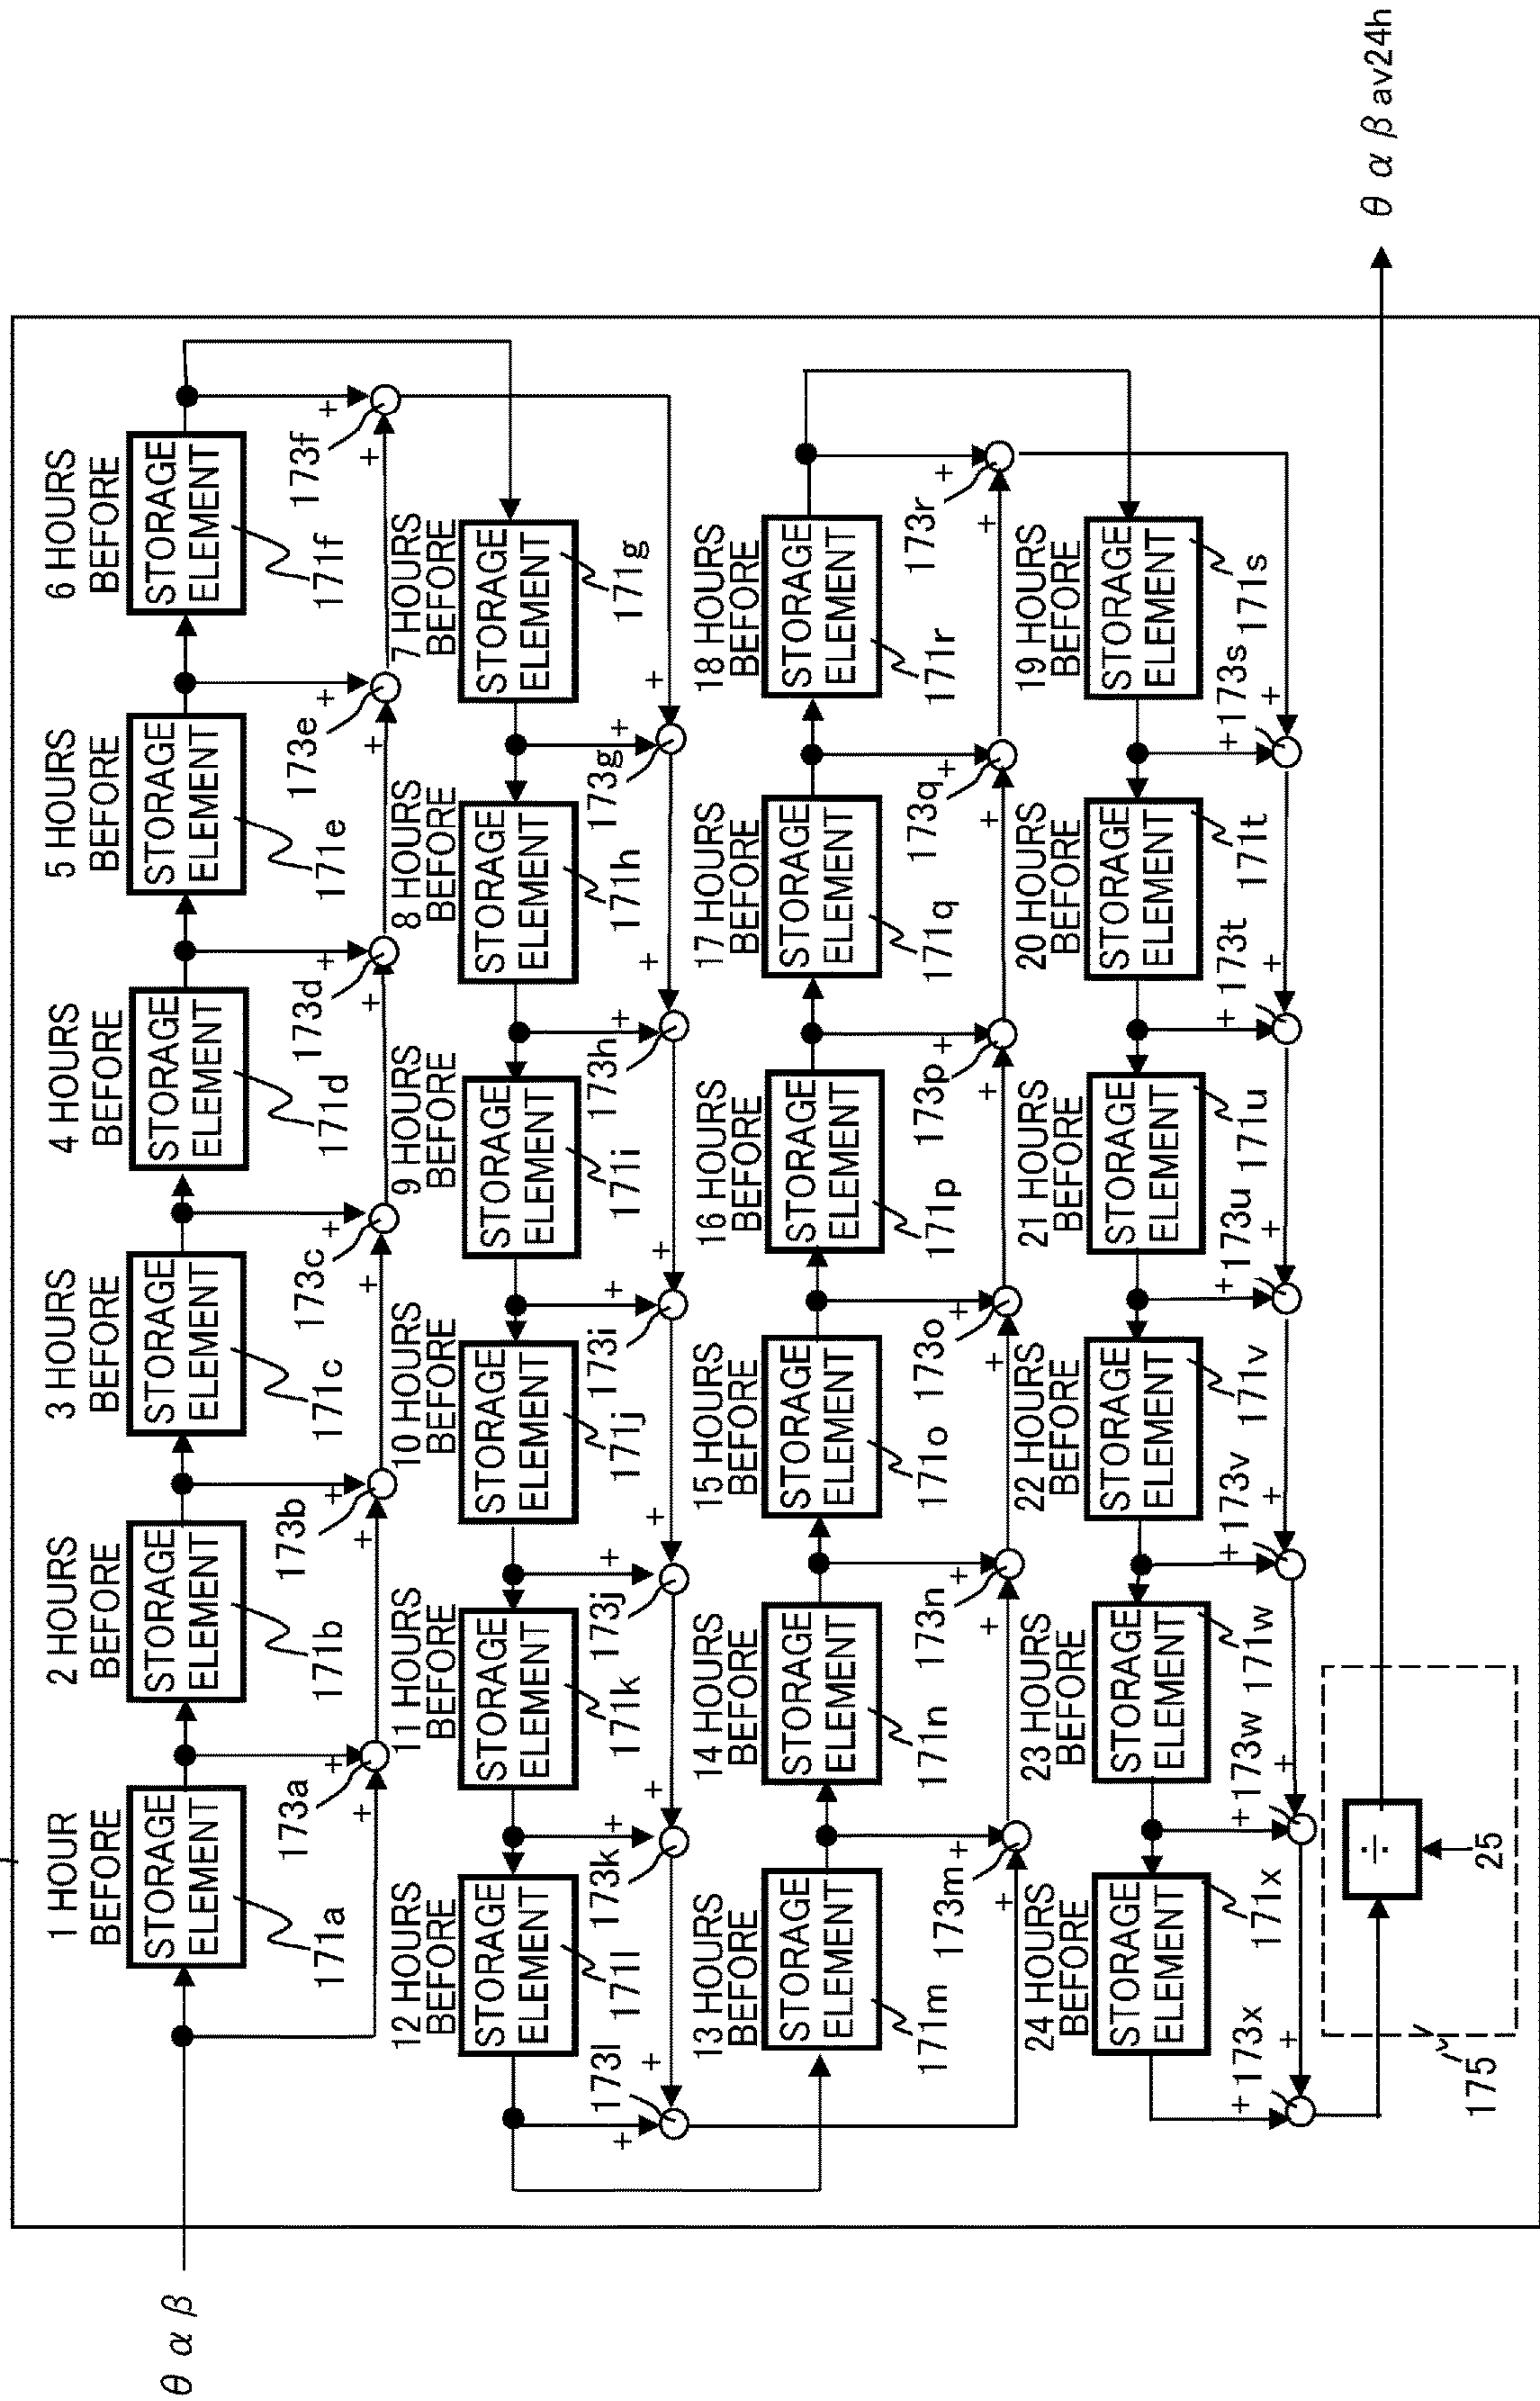 θ α β
1 HOUR
BEFORE
STORAGE
ELEMENT
171a
173a
2 HOURS
BEFORE
STORAGE
ELEMENT
171b
173b
3 HOURS
BEFORE
STORAGE
ELEMENT
171c
173c
4 HOURS
BEFORE
STORAGE
ELEMENT
171d
173d
5 HOURS
BEFORE
STORAGE
ELEMENT
171e
173e
6 HOURS
BEFORE
STORAGE
ELEMENT
171f
173f
+ + + + + + + + + + + +
12 HOURS
BEFORE
STORAGE
ELEMENT
171l
173l
11 HOURS
BEFORE
STORAGE
ELEMENT
171k
173k
10 HOURS
BEFORE
STORAGE
ELEMENT
171j
173j
9 HOURS
BEFORE
STORAGE
ELEMENT
171i
173i
8 HOURS
BEFORE
STORAGE
ELEMENT
171h
173h
7 HOURS
BEFORE
STORAGE
ELEMENT
171g
173g
+ + + + + + + + + + + +
13 HOURS
BEFORE
STORAGE
ELEMENT
171m
173m
14 HOURS
BEFORE
STORAGE
ELEMENT
171n
173n
15 HOURS
BEFORE
STORAGE
ELEMENT
171o
173o
16 HOURS
BEFORE
STORAGE
ELEMENT
171p
173p
17 HOURS
BEFORE
STORAGE
ELEMENT
171q
173q
18 HOURS
BEFORE
STORAGE
ELEMENT
171r
173r
+ + + + + + + + + + + +
24 HOURS
BEFORE
STORAGE
ELEMENT
171x
173x
23 HOURS
BEFORE
STORAGE
ELEMENT
171w
173w
22 HOURS
BEFORE
STORAGE
ELEMENT
171v
173v
21 HOURS
BEFORE
STORAGE
ELEMENT
171u
173u
20 HOURS
BEFORE
STORAGE
ELEMENT
171t
173t
19 HOURS
BEFORE
STORAGE
ELEMENT
171s
173s
+ + + + + + + + + + + +
175
÷
25
θ α β av24h